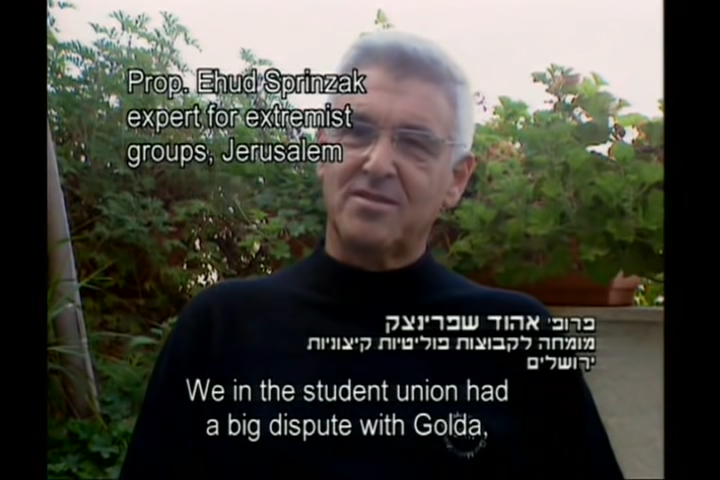 Prop. Ehud Sprinzak
expert for extremist
groups, Jerusalem
פרופ' אהוד שפרינצק
מומחה לקבוצות פוליטיות קיצוניות
ירושלים
We in the student union had
a big dispute with Golda,